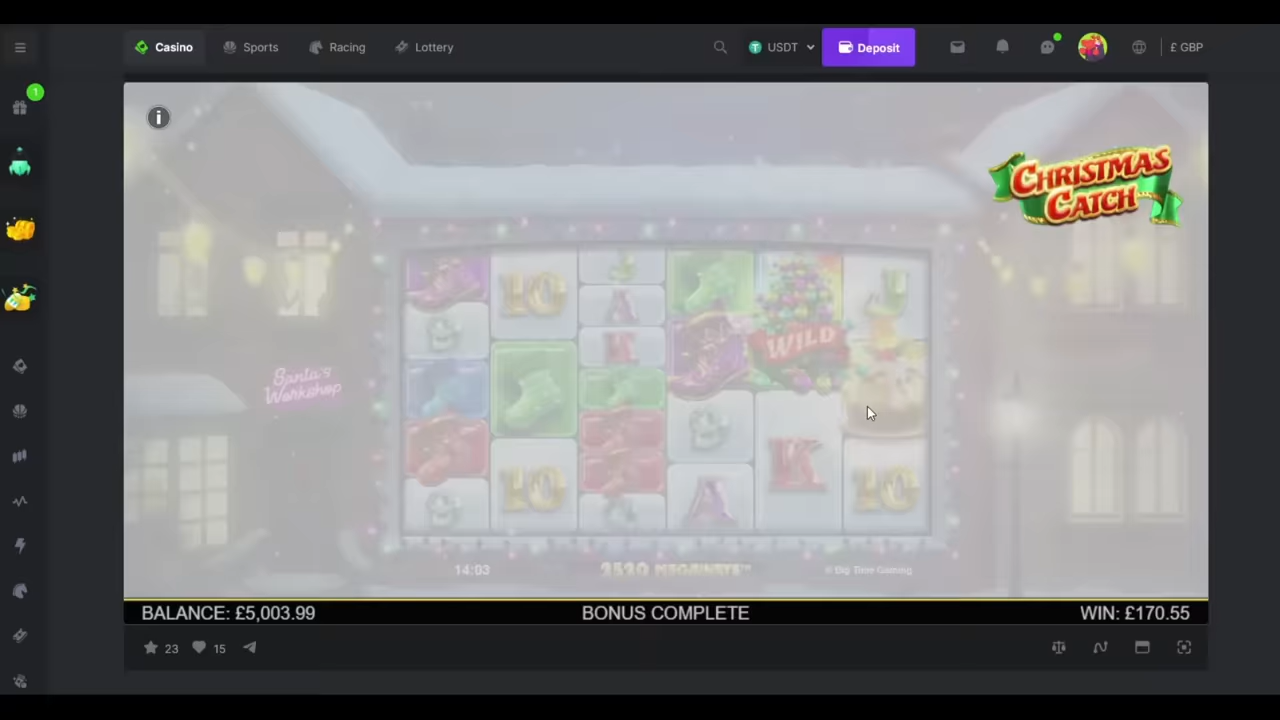 Casino
Sports
Racing
Lottery
USDT
Deposit
£ GBP
1
i
CHRISTMAS
CATCH
J
10
A
J
K
WILD
Santa's
Workshop
K
10
A
10
14:03
2520 MEGAWAYS™
© Big Time Gaming
BALANCE: £5,003.99
BONUS COMPLETE
WIN: £170.55
23
15